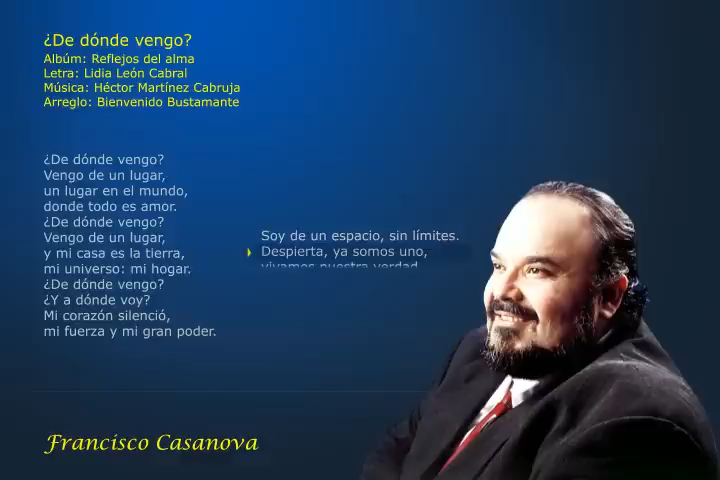 ¿De dónde vengo?
Albúm: Reflejos del alma
Letra: Lidia León Cabral
Música: Héctor Martínez Cabruja
Arreglo: Bienvenido Bustamante
¿De dónde vengo?
Vengo de un lugar,
un lugar en el mundo,
donde todo es amor.
¿De dónde vengo?
Vengo de un lugar,
y mi casa es la tierra,
mi universo: mi hogar.
¿De dónde vengo?
¿Y a dónde voy?
Mi corazón silenció,
mi fuerza y mi gran poder.
Soy de un espacio, sin límites.
Despierta, ya somos uno,
vivamos nuestra verdad
Francisco Casanova